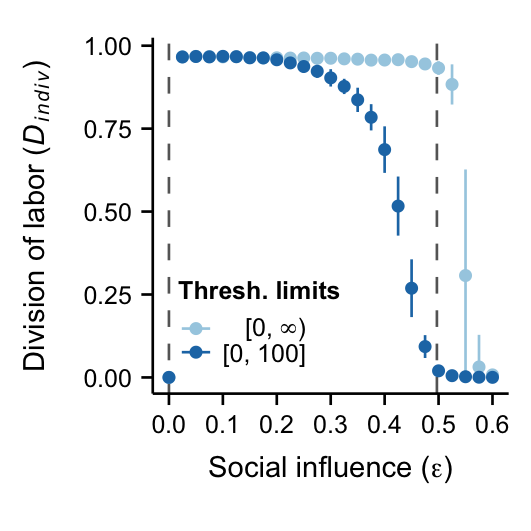 1.00
0.75
0.50
0.25
0.00
Division of labor (D_indiv)
Thresh. limits
[0, ∞)
[0, 100]
0.0 0.1 0.2 0.3 0.4 0.5 0.6
Social influence (ε)